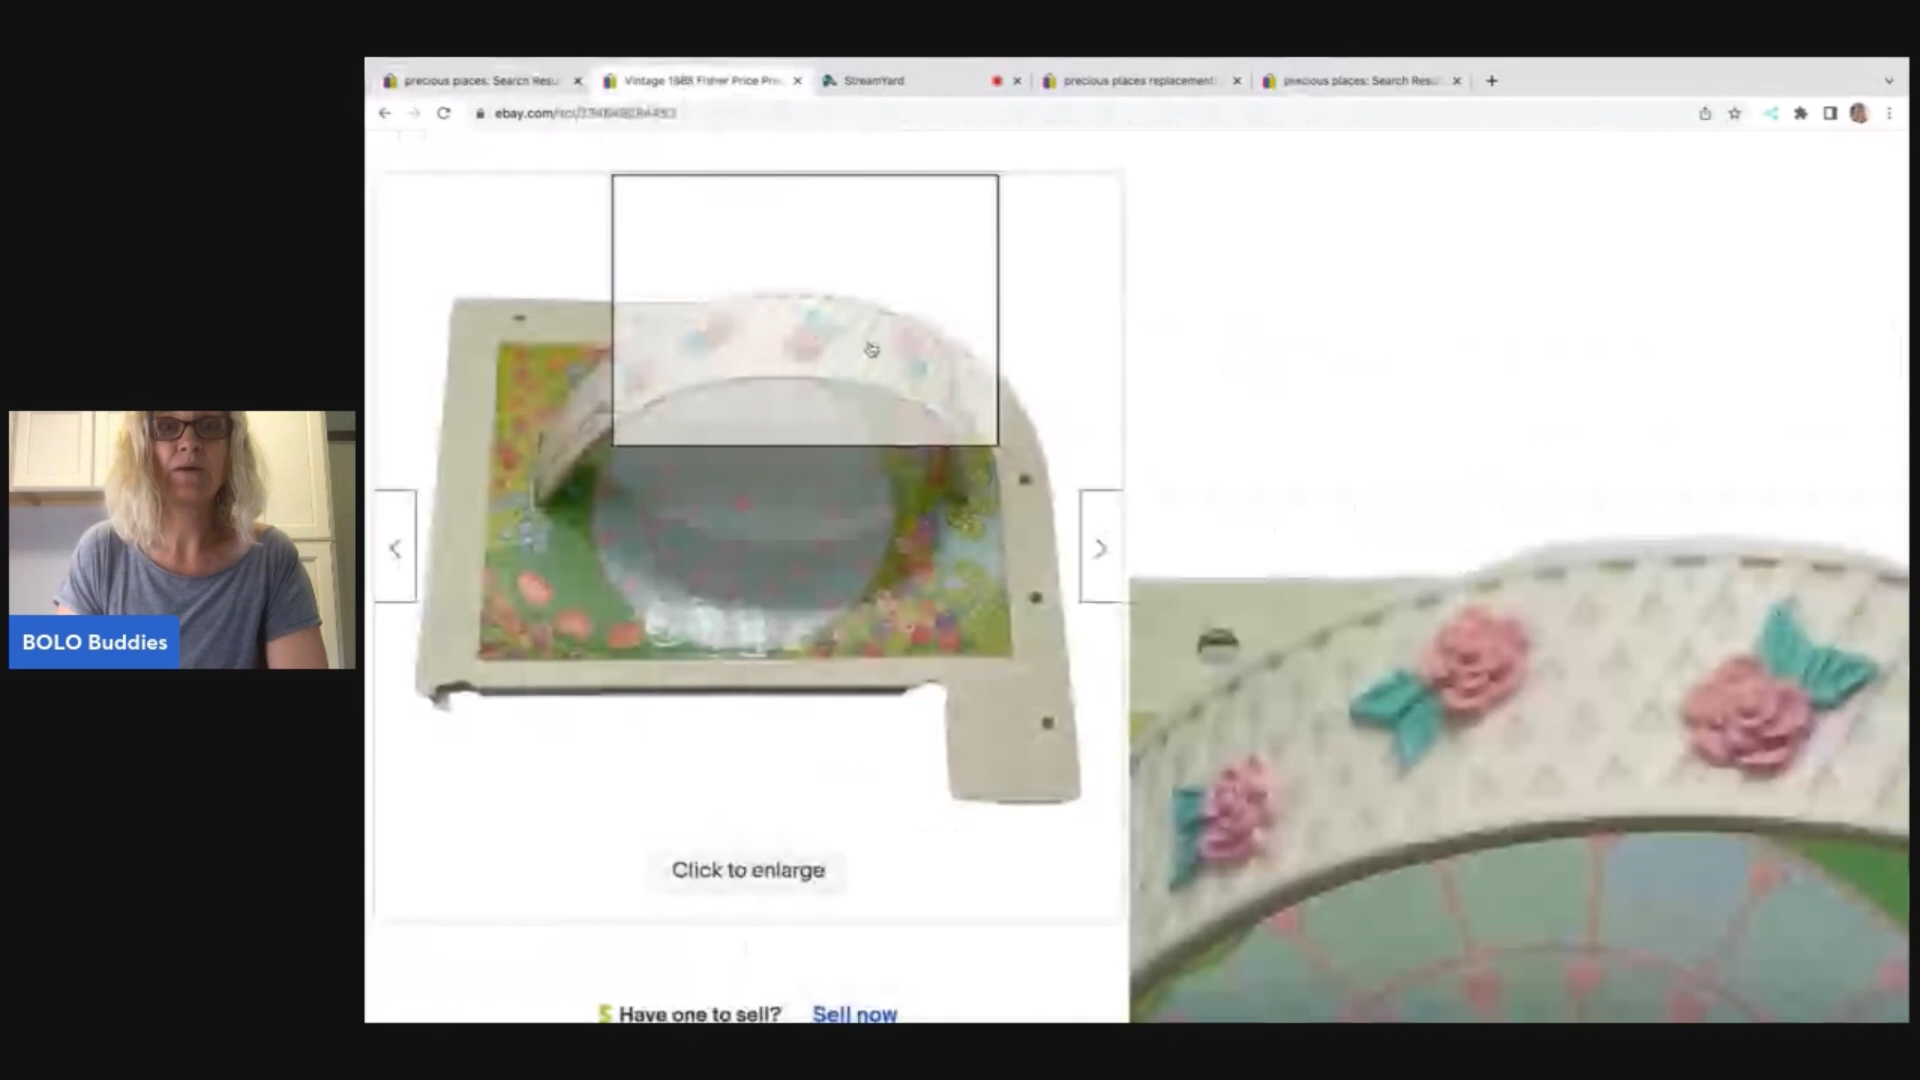 precious places: Search Resu
Vintage 1988 Fisher Price Pre
StreamYard
precious places replacement
precious places: Search Resu
ebay.com/
BOLO Buddies
Click to enlarge
Have one to sell? Sell now